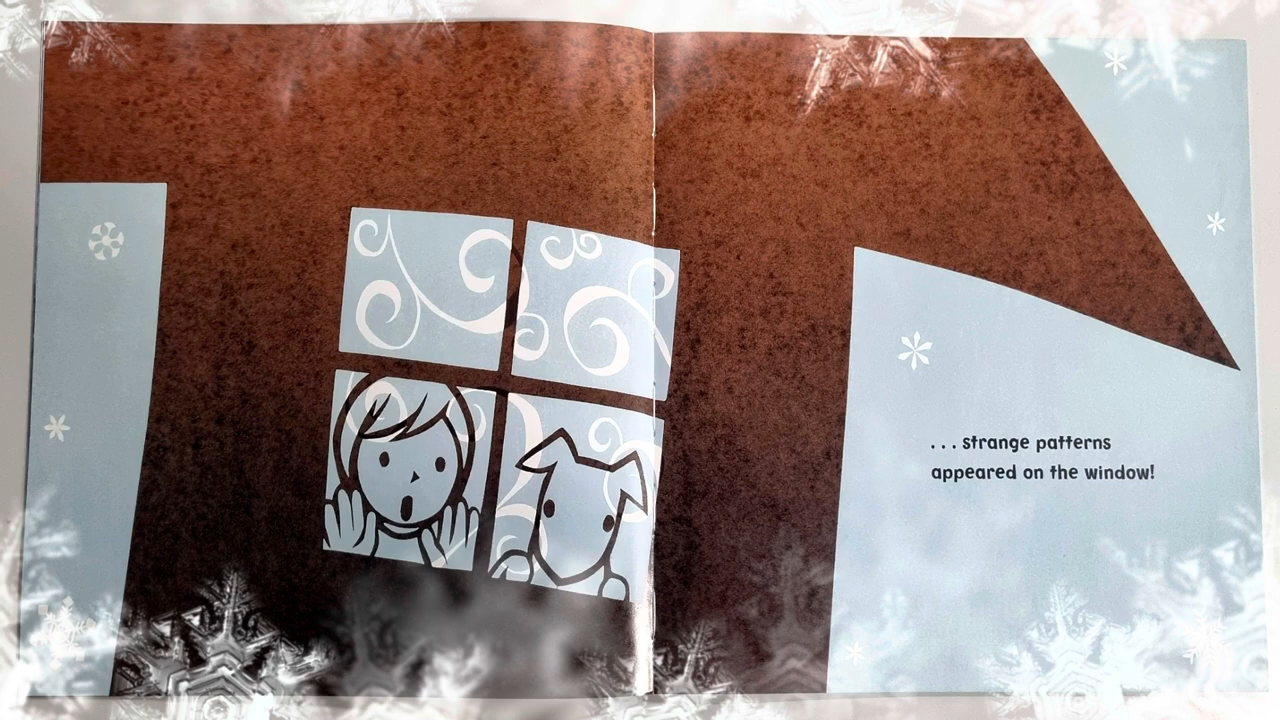 . . . strange patterns
appeared on the window!